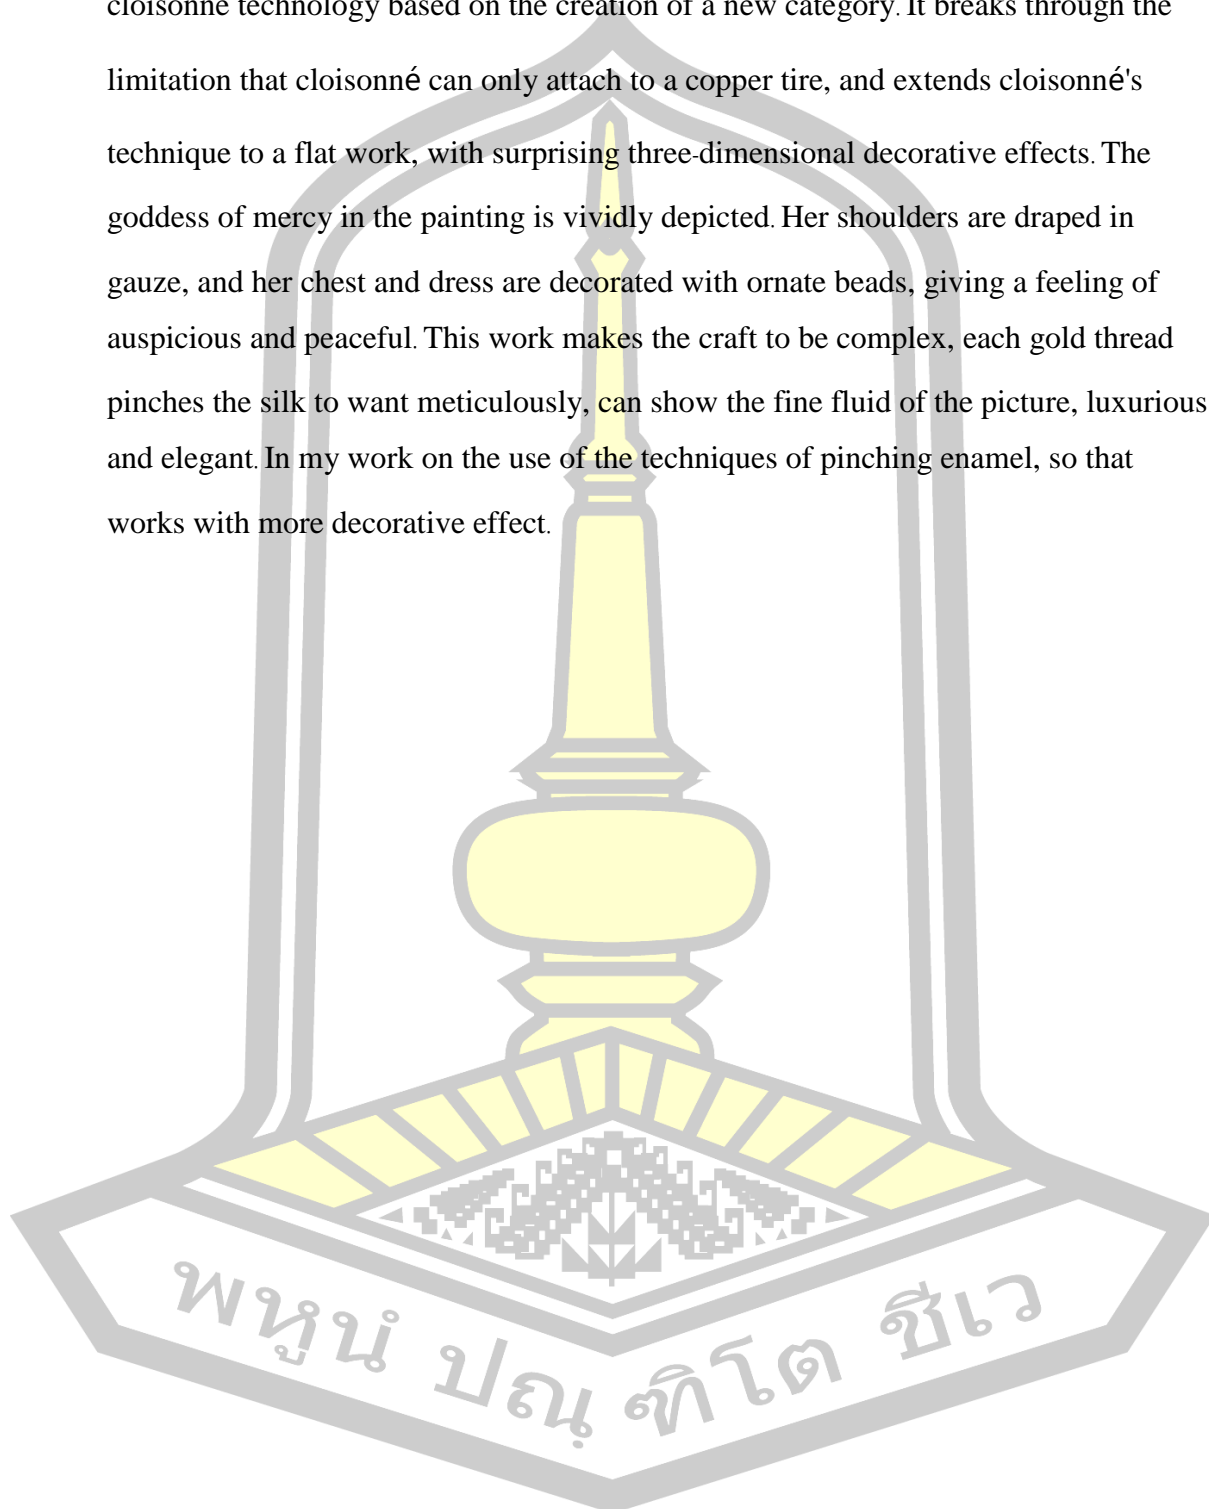 cloisonné technology based on the creation of a new category. It breaks through the
limitation that cloisonné can only attach to a copper tire, and extends cloisonné's
technique to a flat work, with surprising three-dimensional decorative effects. The
goddess of mercy in the painting is vividly depicted. Her shoulders are draped in
gauze, and her chest and dress are decorated with ornate beads, giving a feeling of
auspicious and peaceful. This work makes the craft to be complex, each gold thread
pinches the silk to want meticulously, can show the fine fluid of the picture, luxurious
and elegant. In my work on the use of the techniques of pinching enamel, so that
works with more decorative effect.
พหูนํ ปณฺฑิโต ชีเว